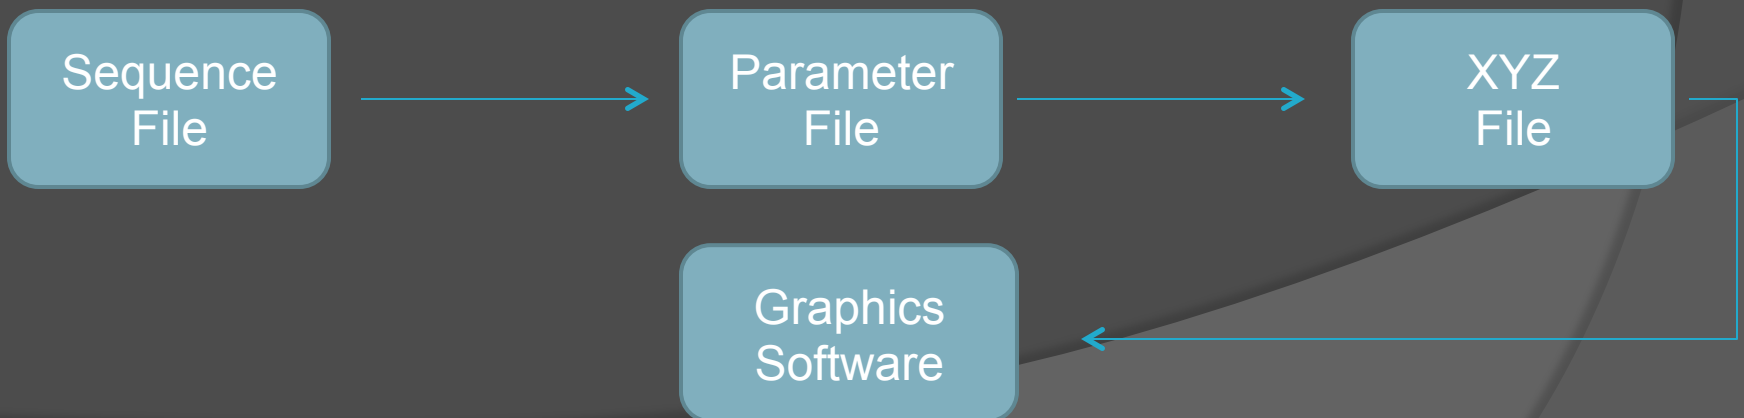 Sequence
File
Parameter
File
XYZ
File
Graphics
Software